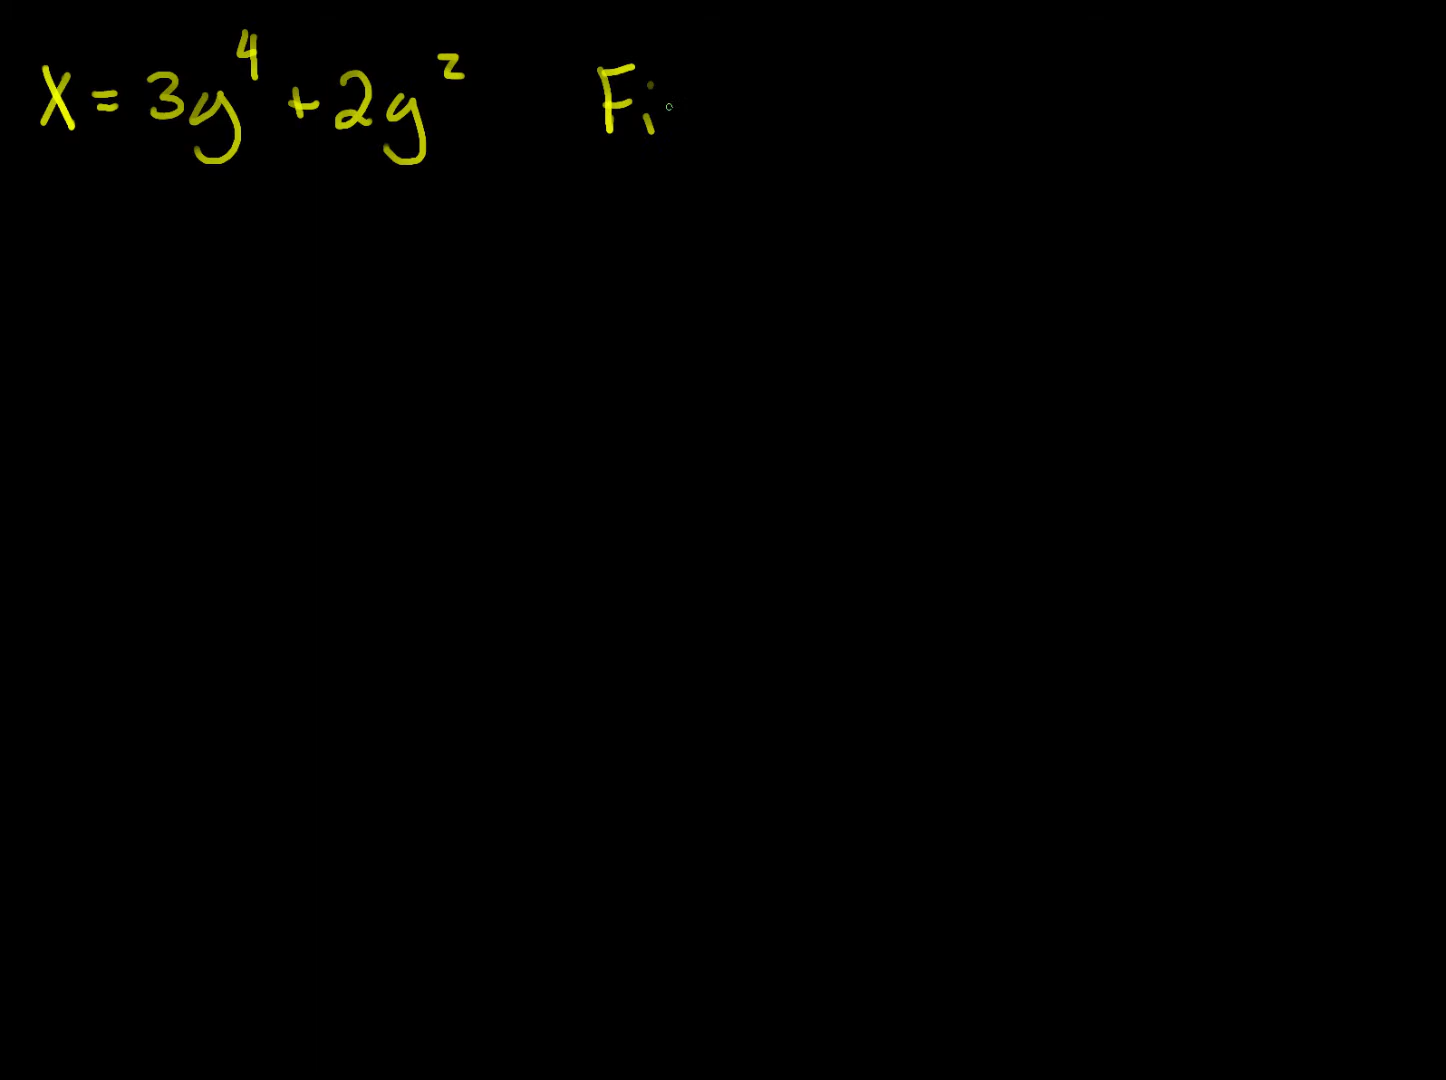 X = 3y⁴ + 2y² Fi